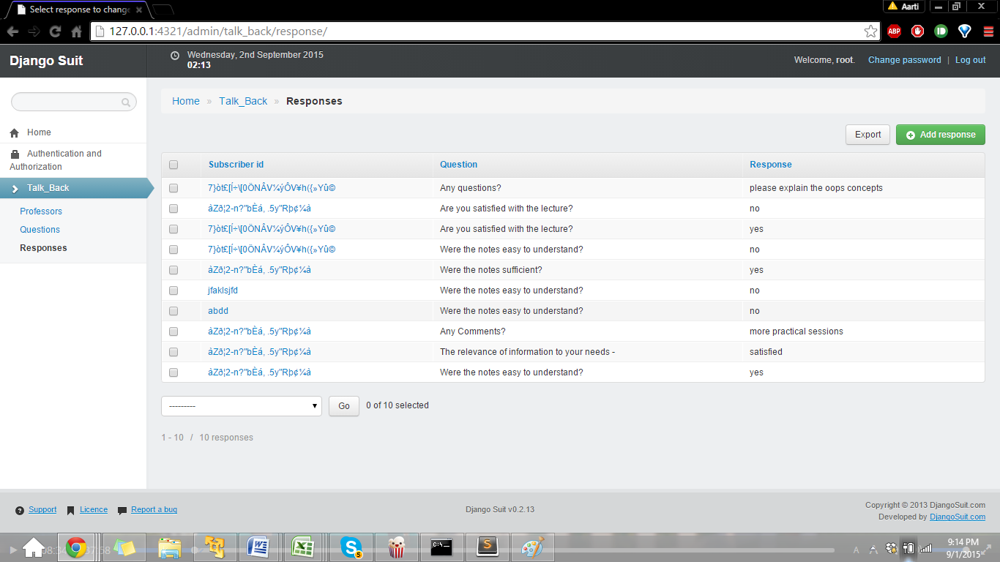 Select response to change
Aarti
127.0.0.1:4321/admin/talk_back/response/
ABP
Django Suit
Wednesday, 2nd September 2015
02:13
Welcome, root. Change password | Log out
Home » Talk_Back » Responses
Home
Authentication and
Authorization
Talk_Back
Professors
Questions
Responses
Export
Add response
Subscriber id Question Response
7}òt£[Í÷\[0ÖNÂV¼ýÔV¥h({»Yû© Any questions? please explain the oops concepts
àZð¦2-n?"bÈá, .5y"Rþ¢¼à Are you satisfied with the lecture? no
7}òt£[Í÷\[0ÖNÂV¼ýÔV¥h({»Yû© Are you satisfied with the lecture? yes
7}òt£[Í÷\[0ÖNÂV¼ýÔV¥h({»Yû© Were the notes easy to understand? no
àZð¦2-n?"bÈá, .5y"Rþ¢¼à Were the notes sufficient? yes
jfaklsjfd Were the notes easy to understand? no
abdd Were the notes easy to understand? no
àZð¦2-n?"bÈá, .5y"Rþ¢¼à Any Comments? more practical sessions
àZð¦2-n?"bÈá, .5y"Rþ¢¼à The relevance of information to your needs - satisfied
àZð¦2-n?"bÈá, .5y"Rþ¢¼à Were the notes easy to understand? yes
--------- Go 0 of 10 selected
1 - 10 / 10 responses
Support Licence Report a bug
Django Suit v0.2.13
Copyright © 2013 DjangoSuit.com
Developed by DjangoSuit.com
5
C:\_
A
9:14 PM
9/1/2015